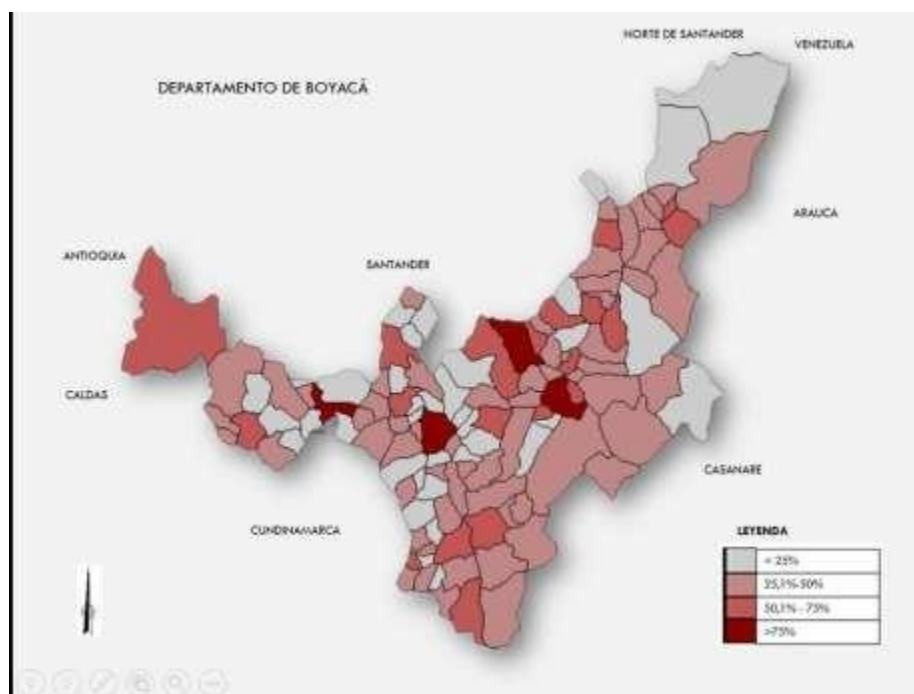 NORTE DE SANTANDER
VENEZUELA
DEPARTAMENTO DE BOYACÁ
ARAUCA
ANTIOQUIA
SANTANDER
CALDAS
CASANARE
CUNDINAMARCA
LEYENDA
< 25%
25,1%-50%
50,1% - 75%
>75%